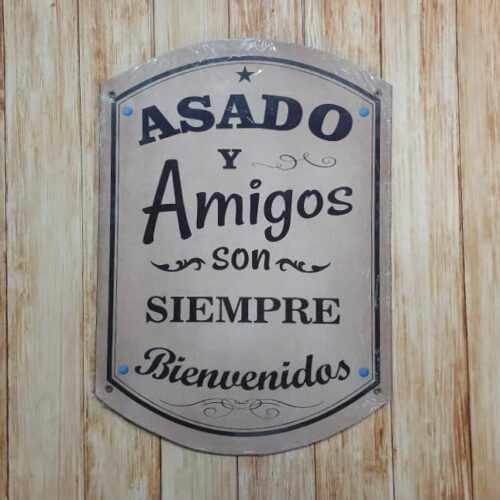 ASADO
Y
Amigos
son
SIEMPRE
Bienvenidos